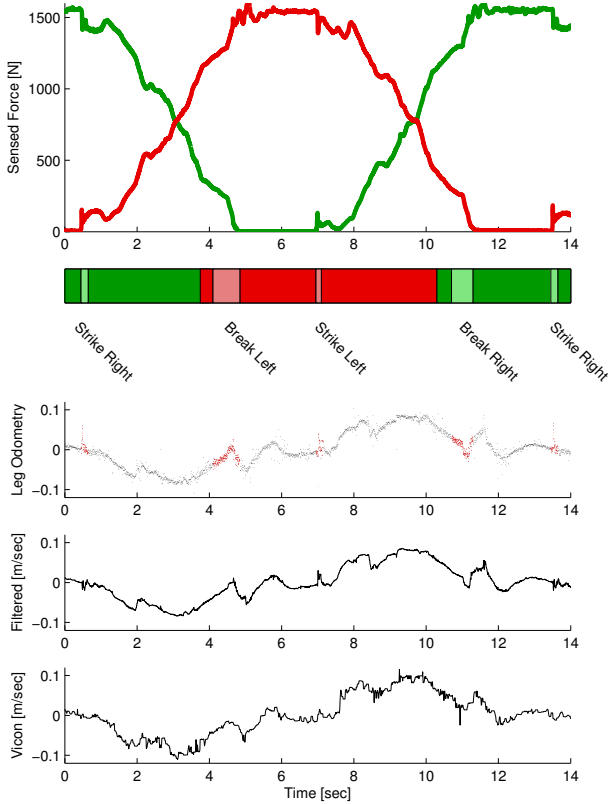 Sensed Force [N]
1500
1000
500
0
0 2 4 6 8 10 12 14
Strike Right
Break Left
Strike Left
Break Right
Strike Right
Leg Odometry
0.1
0
−0.1
0 2 4 6 8 10 12 14
Filtered [m/sec]
0.1
0
−0.1
0 2 4 6 8 10 12 14
Vicon [m/sec]
0.1
0
−0.1
0 2 4 6 8 10 12 14
Time [sec]